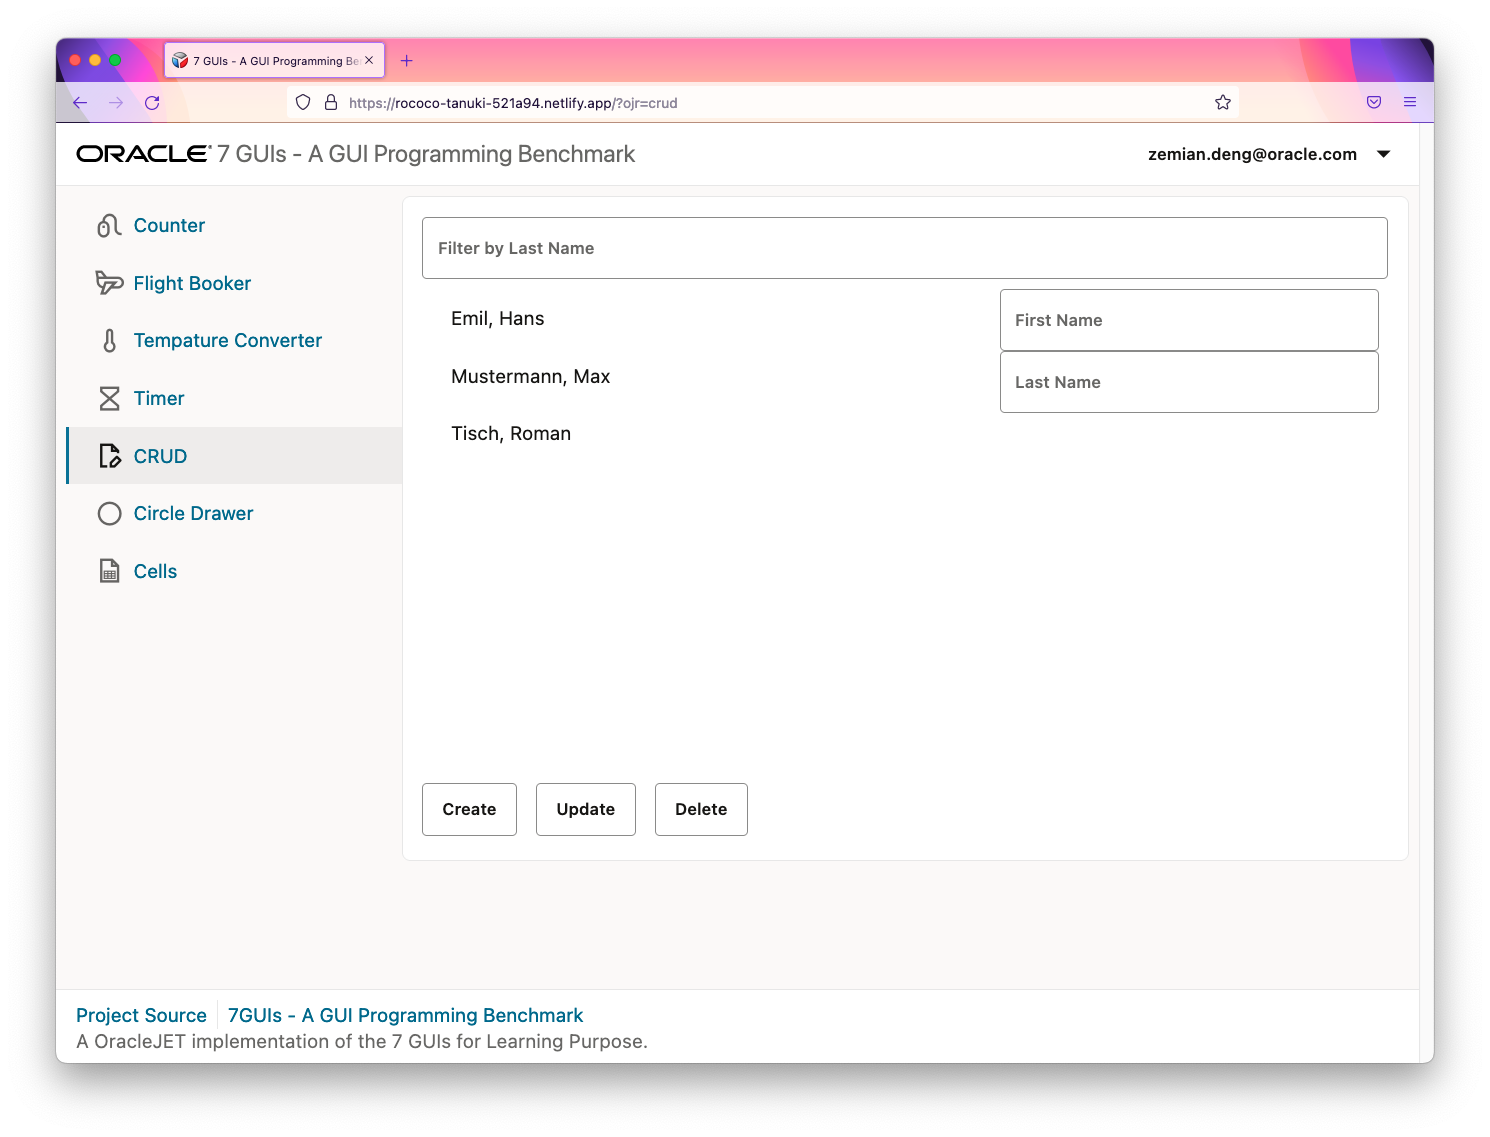 7 GUIs - A GUI Programming Be
https://rococo-tanuki-521a94.netlify.app/?ojr=crud
ORACLE® 7 GUIs - A GUI Programming Benchmark
zemian.deng@oracle.com
Counter
Flight Booker
Tempature Converter
Timer
CRUD
Circle Drawer
Cells
Filter by Last Name
Emil, Hans
Mustermann, Max
Tisch, Roman
First Name
Last Name
Create Update Delete
Project Source 7GUIs - A GUI Programming Benchmark
A OracleJET implementation of the 7 GUIs for Learning Purpose.